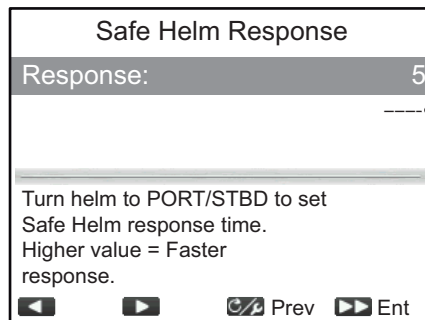 Safe Helm Response
Response: 5
----.
Turn helm to PORT/STBD to set
Safe Helm response time.
Higher value = Faster
response.
Prev Ent